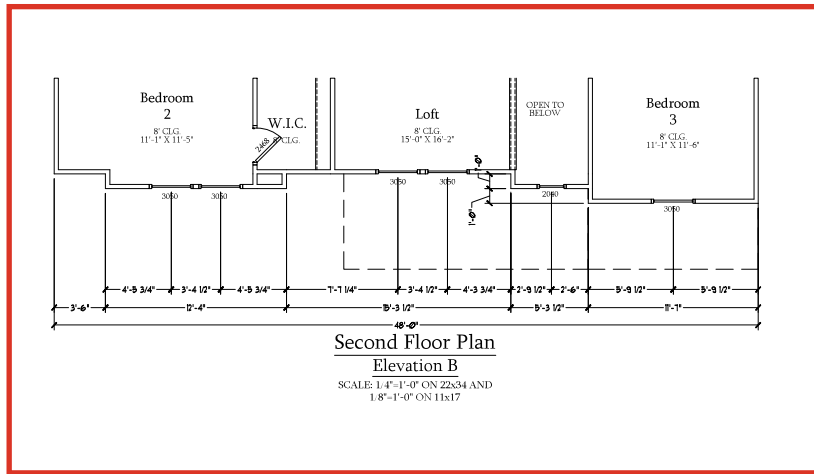 Bedroom
2
8' CLG.
11'-1" X 11'-5"
W.I.C.
CLG.
2468
Loft
8' CLG.
15'-0" X 16'-2"
OPEN TO
BELOW
Bedroom
3
8' CLG.
11'-1" X 11'-6"
1'-0"
1'-0"
3050 3050 3050 3050 2050 3050
4'-5 3/4" 3'-4 1/2" 4'-5 3/4" 7'-7 1/4" 3'-4 1/2" 4'-3 3/4" 2'-9 1/2" 2'-6" 5'-9 1/2" 5'-9 1/2"
3'-6" 12'-4" 15'-3 1/2" 5'-3 1/2" 11'-7"
48'-0"
Second Floor Plan
Elevation B
SCALE: 1/4"=1'-0" ON 22x34 AND
1/8"=1'-0" ON 11x17